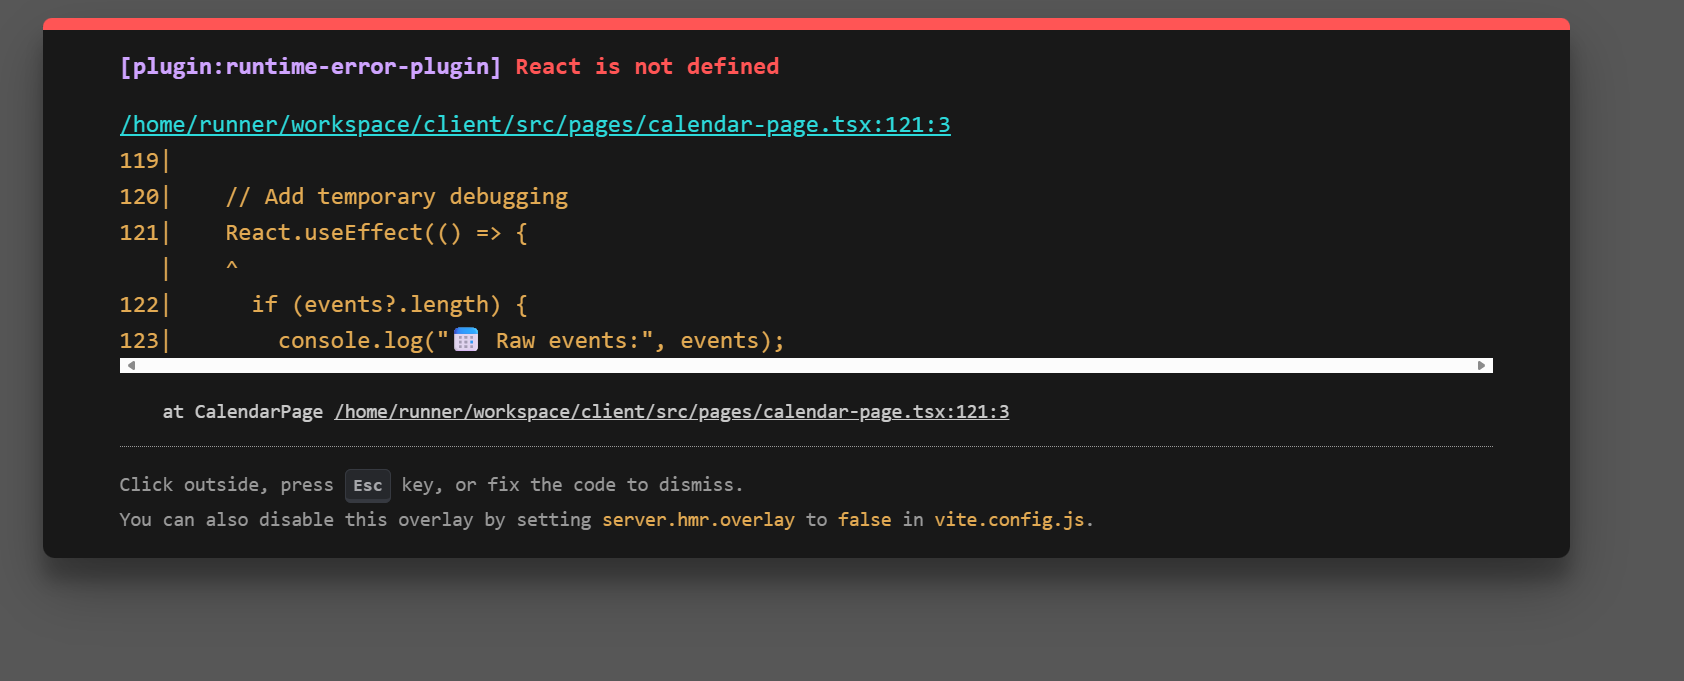 [plugin:runtime-error-plugin] React is not defined
/home/runner/workspace/client/src/pages/calendar-page.tsx:121:3
119|
120|    // Add temporary debugging
121|    React.useEffect(() => {
   |    ^
122|      if (events?.length) {
123|        console.log("📅 Raw events:", events);
at CalendarPage /home/runner/workspace/client/src/pages/calendar-page.tsx:121:3
Click outside, press Esc key, or fix the code to dismiss.
You can also disable this overlay by setting server.hmr.overlay to false in vite.config.js.